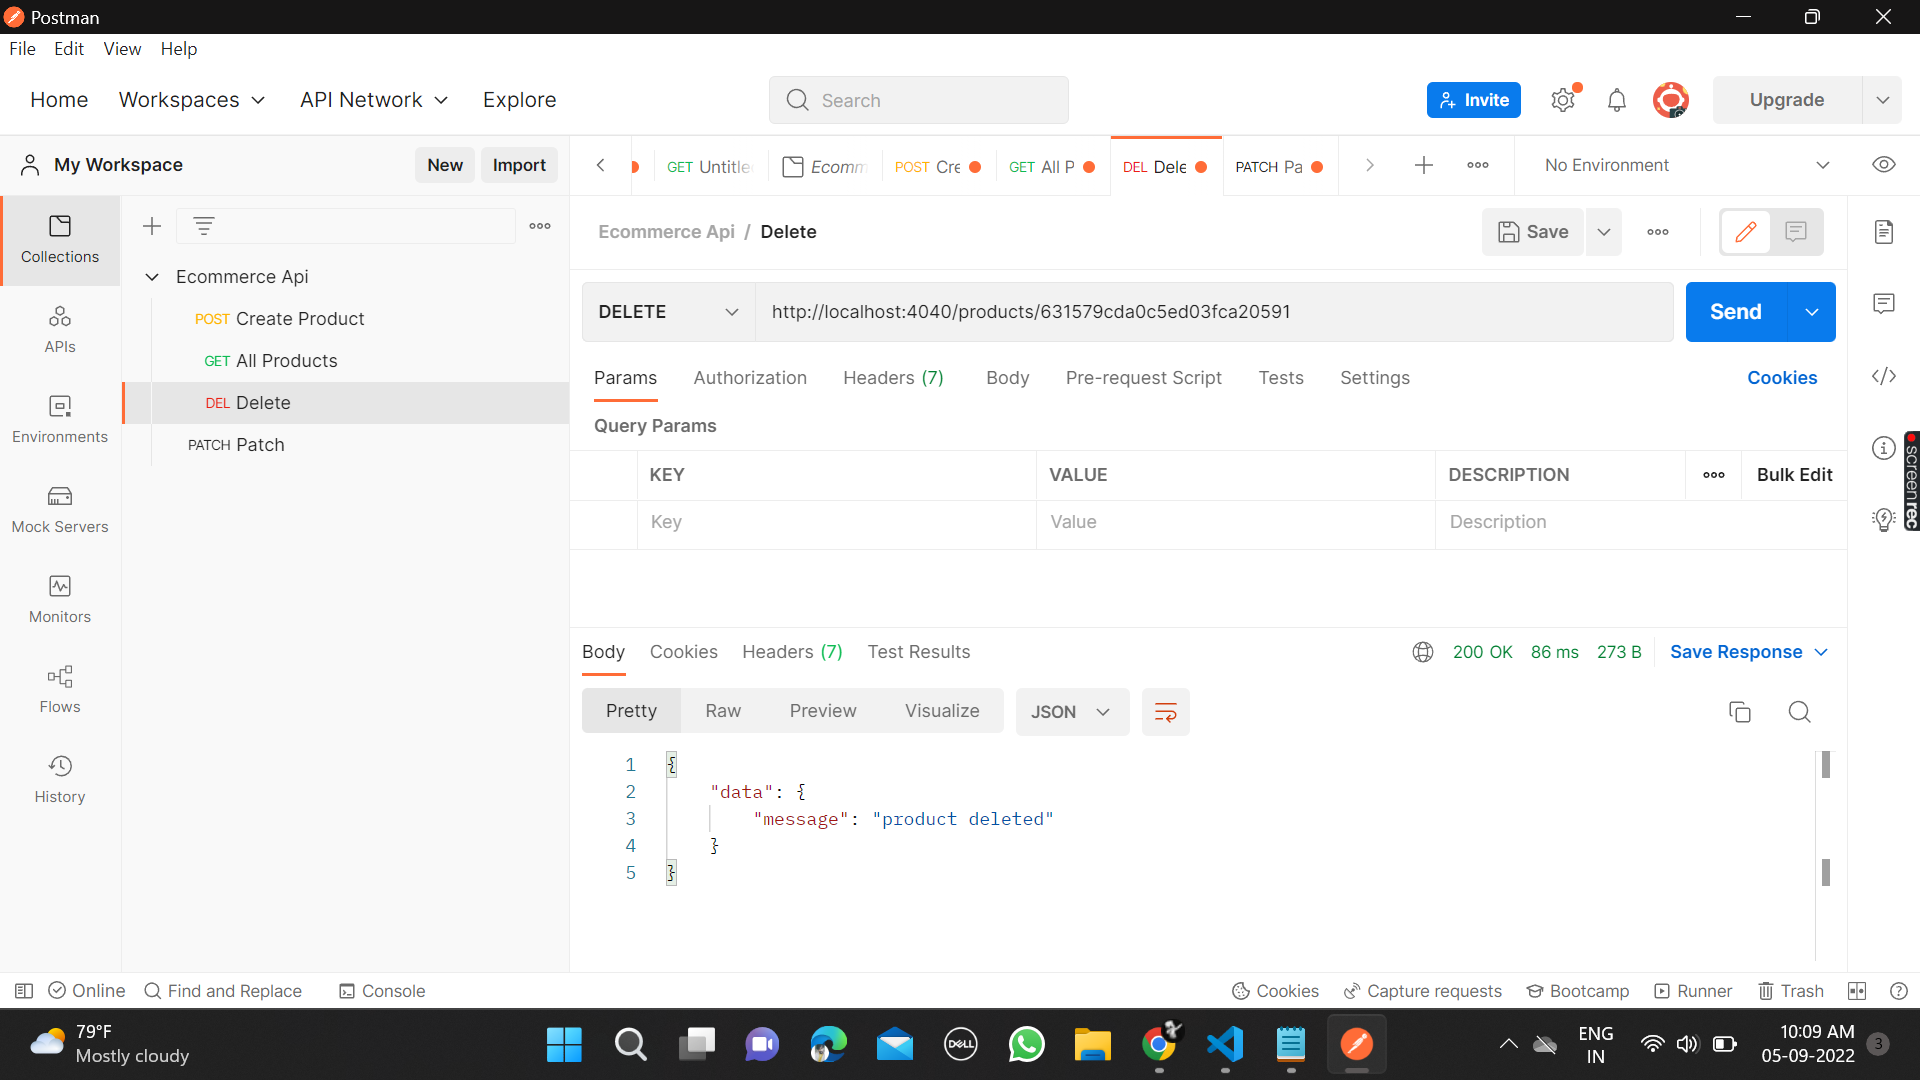 Postman
File Edit View Help
Home Workspaces API Network Explore Search Invite Upgrade
My Workspace New Import GET Untitle Ecomm POST Cre GET All P DEL Dele PATCH Pa No Environment
Collections
Ecommerce Api / Delete Save
Ecommerce Api
POST Create Product
GET All Products
DEL Delete
PATCH Patch
APIs
Environments
Mock Servers
Monitors
Flows
History
DELETE http://localhost:4040/products/631579cda0c5ed03fca20591 Send
Params Authorization Headers (7) Body Pre-request Script Tests Settings Cookies
Query Params
KEY VALUE DESCRIPTION Bulk Edit
Key Value Description
screenrec
Body Cookies Headers (7) Test Results 200 OK 86 ms 273 B Save Response
Pretty Raw Preview Visualize JSON
1 {
2 "data": {
3 "message": "product deleted"
4 }
5 }
Online Find and Replace Console Cookies Capture requests Bootcamp Runner Trash
79°F
Mostly cloudy
DELL
ENG
IN
10:09 AM
05-09-2022
3